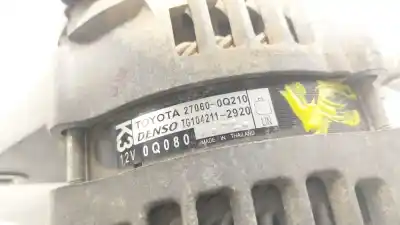 K3
TOYOTA 27060-0Q210
DENSO TG104211-2920
12V 0Q080 MADE IN THAILAND